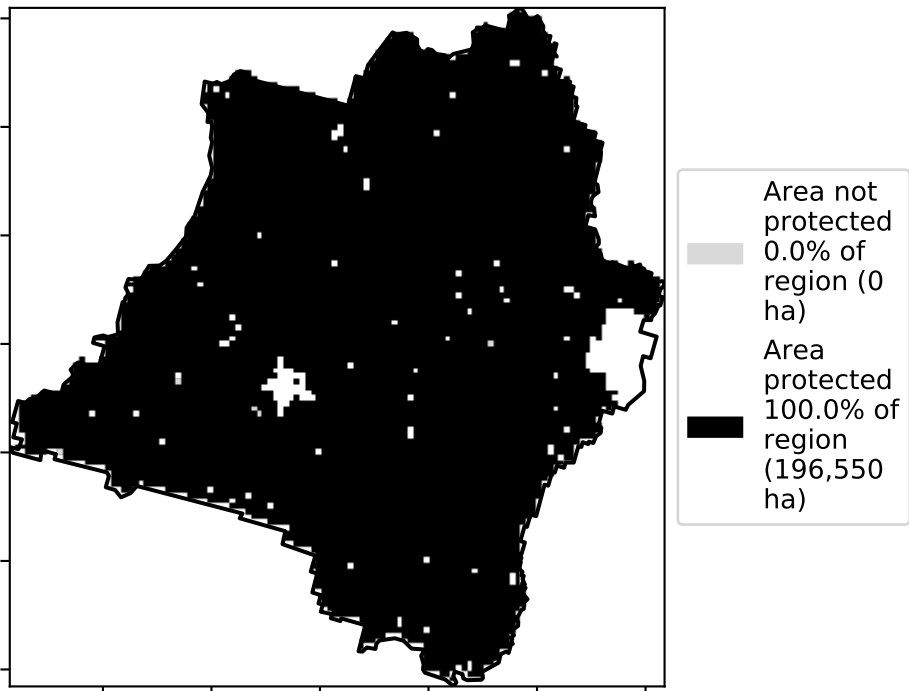 Area not
protected
0.0% of
region (0
ha)
Area
protected
100.0% of
region
(196,550
ha)